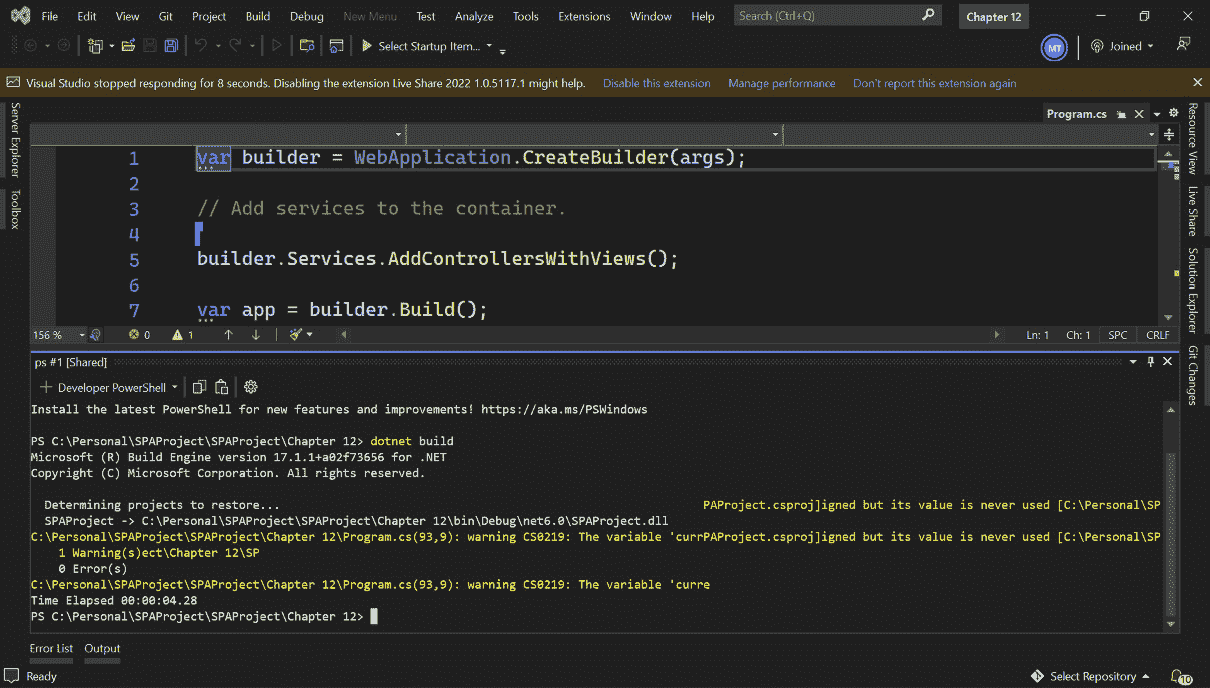 File Edit View Git Project Build Debug New Menu Test Analyze Tools Extensions Window Help Search (Ctrl+Q) Chapter 12
Select Startup Item... MT Joined
Visual Studio stopped responding for 8 seconds. Disabling the extension Live Share 2022 1.0.5117.1 might help. Disable this extension Manage performance Don't report this extension again
Server Explorer
Toolbox
Program.cs
Resource View
Live Share
Solution Explorer
Git Changes
1 var builder = WebApplication.CreateBuilder(args);
2
3 // Add services to the container.
4
5 builder.Services.AddControllersWithViews();
6
7 var app = builder.Build();
156 % 0 1 Ln: 1 Ch: 1 SPC CRLF
ps #1 [Shared]
Developer PowerShell
Install the latest PowerShell for new features and improvements! https://aka.ms/PSWindows
PS C:\Personal\SPAProject\SPAProject\Chapter 12> dotnet build
Microsoft (R) Build Engine version 17.1.1+a02f73656 for .NET
Copyright (C) Microsoft Corporation. All rights reserved.
Determining projects to restore... PAProject.csproj]igned but its value is never used [C:\Personal\SP
SPAProject -> C:\Personal\SPAProject\SPAProject\Chapter 12\bin\Debug\net6.0\SPAProject.dll
C:\Personal\SPAProject\SPAProject\Chapter 12\Program.cs(93,9): warning CS0219: The variable 'currPAProject.csproj]igned but its value is never used [C:\Personal\SP
1 Warning(s)ect\Chapter 12\SP
0 Error(s)
C:\Personal\SPAProject\SPAProject\Chapter 12\Program.cs(93,9): warning CS0219: The variable 'curre
Time Elapsed 00:00:04.28
PS C:\Personal\SPAProject\SPAProject\Chapter 12>
Error List Output
Ready Select Repository 10